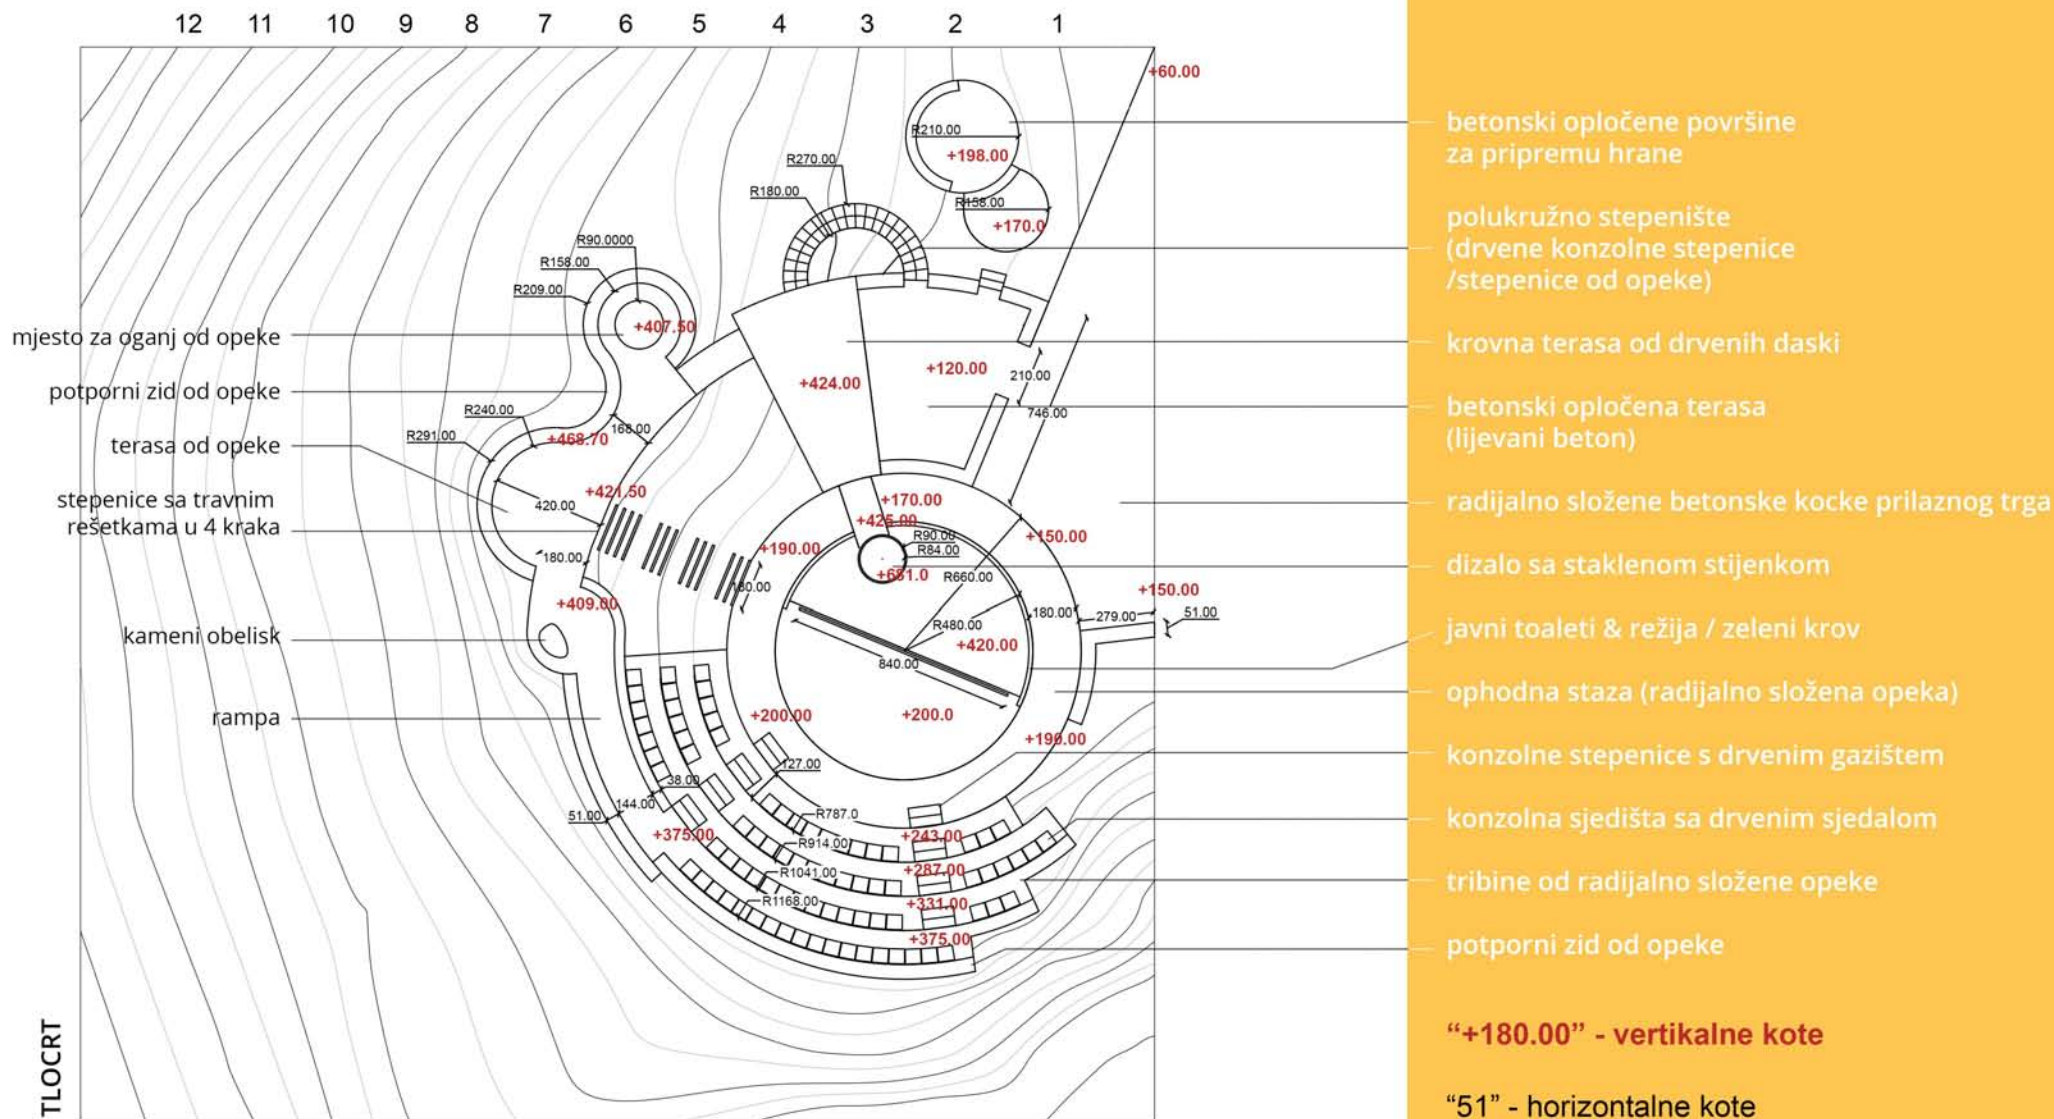 12 11 10 9 8 7 6 5 4 3 2 1
+60.00
R210.00
+198.00
R270.00
R180.00
R158.00
+170.0
R90.0000
R158.00
R209.00
+407.50
+424.00
+120.00
210.00
746.00
R240.00
R291.00
+468.70
168.00
+421.50
420.00
+170.00
+425.00
+190.00
+150.00
R90.00
R84.00
+681.0
R660.00
180.00
180.00
+409.00
+150.00
180.00
279.00
51.00
R480.00
+420.00
840.00
+200.00
+200.0
+190.00
127.00
38.00
144.00
51.00
+375.00
R787.0
R914.00
R1041.00
R1168.00
+243.00
+287.00
+331.00
+375.00
mjesto za oganj od opeke
potporni zid od opeke
terasa od opeke
stepenice sa travnim
rešetkama u 4 kraka
kameni obelisk
rampa
TLOCRT
betonski opločene površine
za pripremu hrane
polukružno stepenište
(drvene konzolne stepenice
/stepenice od opeke)
krovna terasa od drvenih daski
betonski opločena terasa
(lijevani beton)
radijalno složene betonske kocke prilaznog trga
dizalo sa staklenom stijenkom
javni toaleti & režija / zeleni krov
ophodna staza (radijalno složena opeka)
konzolne stepenice s drvenim gazištem
konzolna sjedišta sa drvenim sjedalom
tribine od radijalno složene opeke
potporni zid od opeke
“+180.00” - vertikalne kote
“51” - horizontalne kote